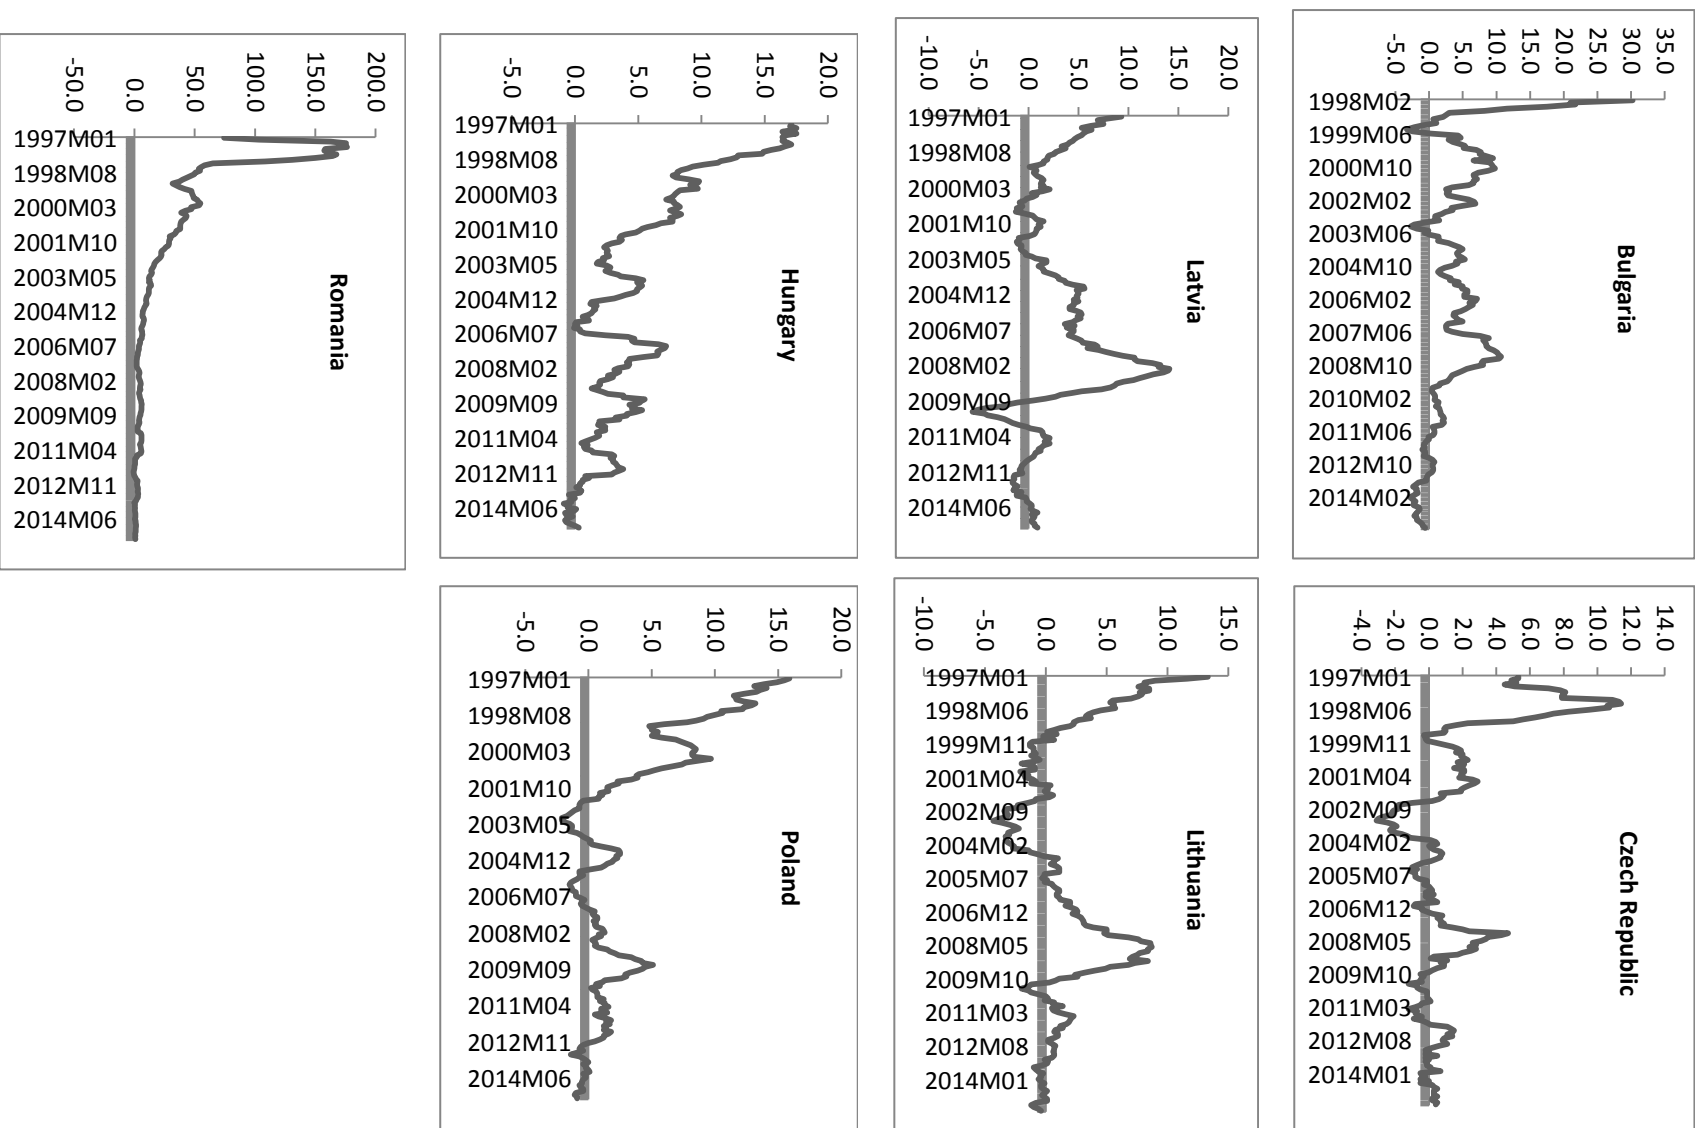 Bulgaria
35.0
30.0
25.0
20.0
15.0
10.0
5.0
0.0
-5.0
1998M02
1999M06
2000M10
2002M02
2003M06
2004M10
2006M02
2007M06
2008M10
2010M02
2011M06
2012M10
2014M02
Czech Republic
14.0
12.0
10.0
8.0
6.0
4.0
2.0
0.0
-2.0
-4.0
1997M01
1998M06
1999M11
2001M04
2002M09
2004M02
2005M07
2006M12
2008M05
2009M10
2011M03
2012M08
2014M01
Latvia
20.0
15.0
10.0
5.0
0.0
-5.0
-10.0
1997M01
1998M08
2000M03
2001M10
2003M05
2004M12
2006M07
2008M02
2009M09
2011M04
2012M11
2014M06
Lithuania
15.0
10.0
5.0
0.0
-5.0
-10.0
1997M01
1998M06
1999M11
2001M04
2002M09
2004M02
2005M07
2006M12
2008M05
2009M10
2011M03
2012M08
2014M01
Hungary
20.0
15.0
10.0
5.0
0.0
-5.0
1997M01
1998M08
2000M03
2001M10
2003M05
2004M12
2006M07
2008M02
2009M09
2011M04
2012M11
2014M06
Poland
20.0
15.0
10.0
5.0
0.0
-5.0
1997M01
1998M08
2000M03
2001M10
2003M05
2004M12
2006M07
2008M02
2009M09
2011M04
2012M11
2014M06
Romania
200.0
150.0
100.0
50.0
0.0
-50.0
1997M01
1998M08
2000M03
2001M10
2003M05
2004M12
2006M07
2008M02
2009M09
2011M04
2012M11
2014M06